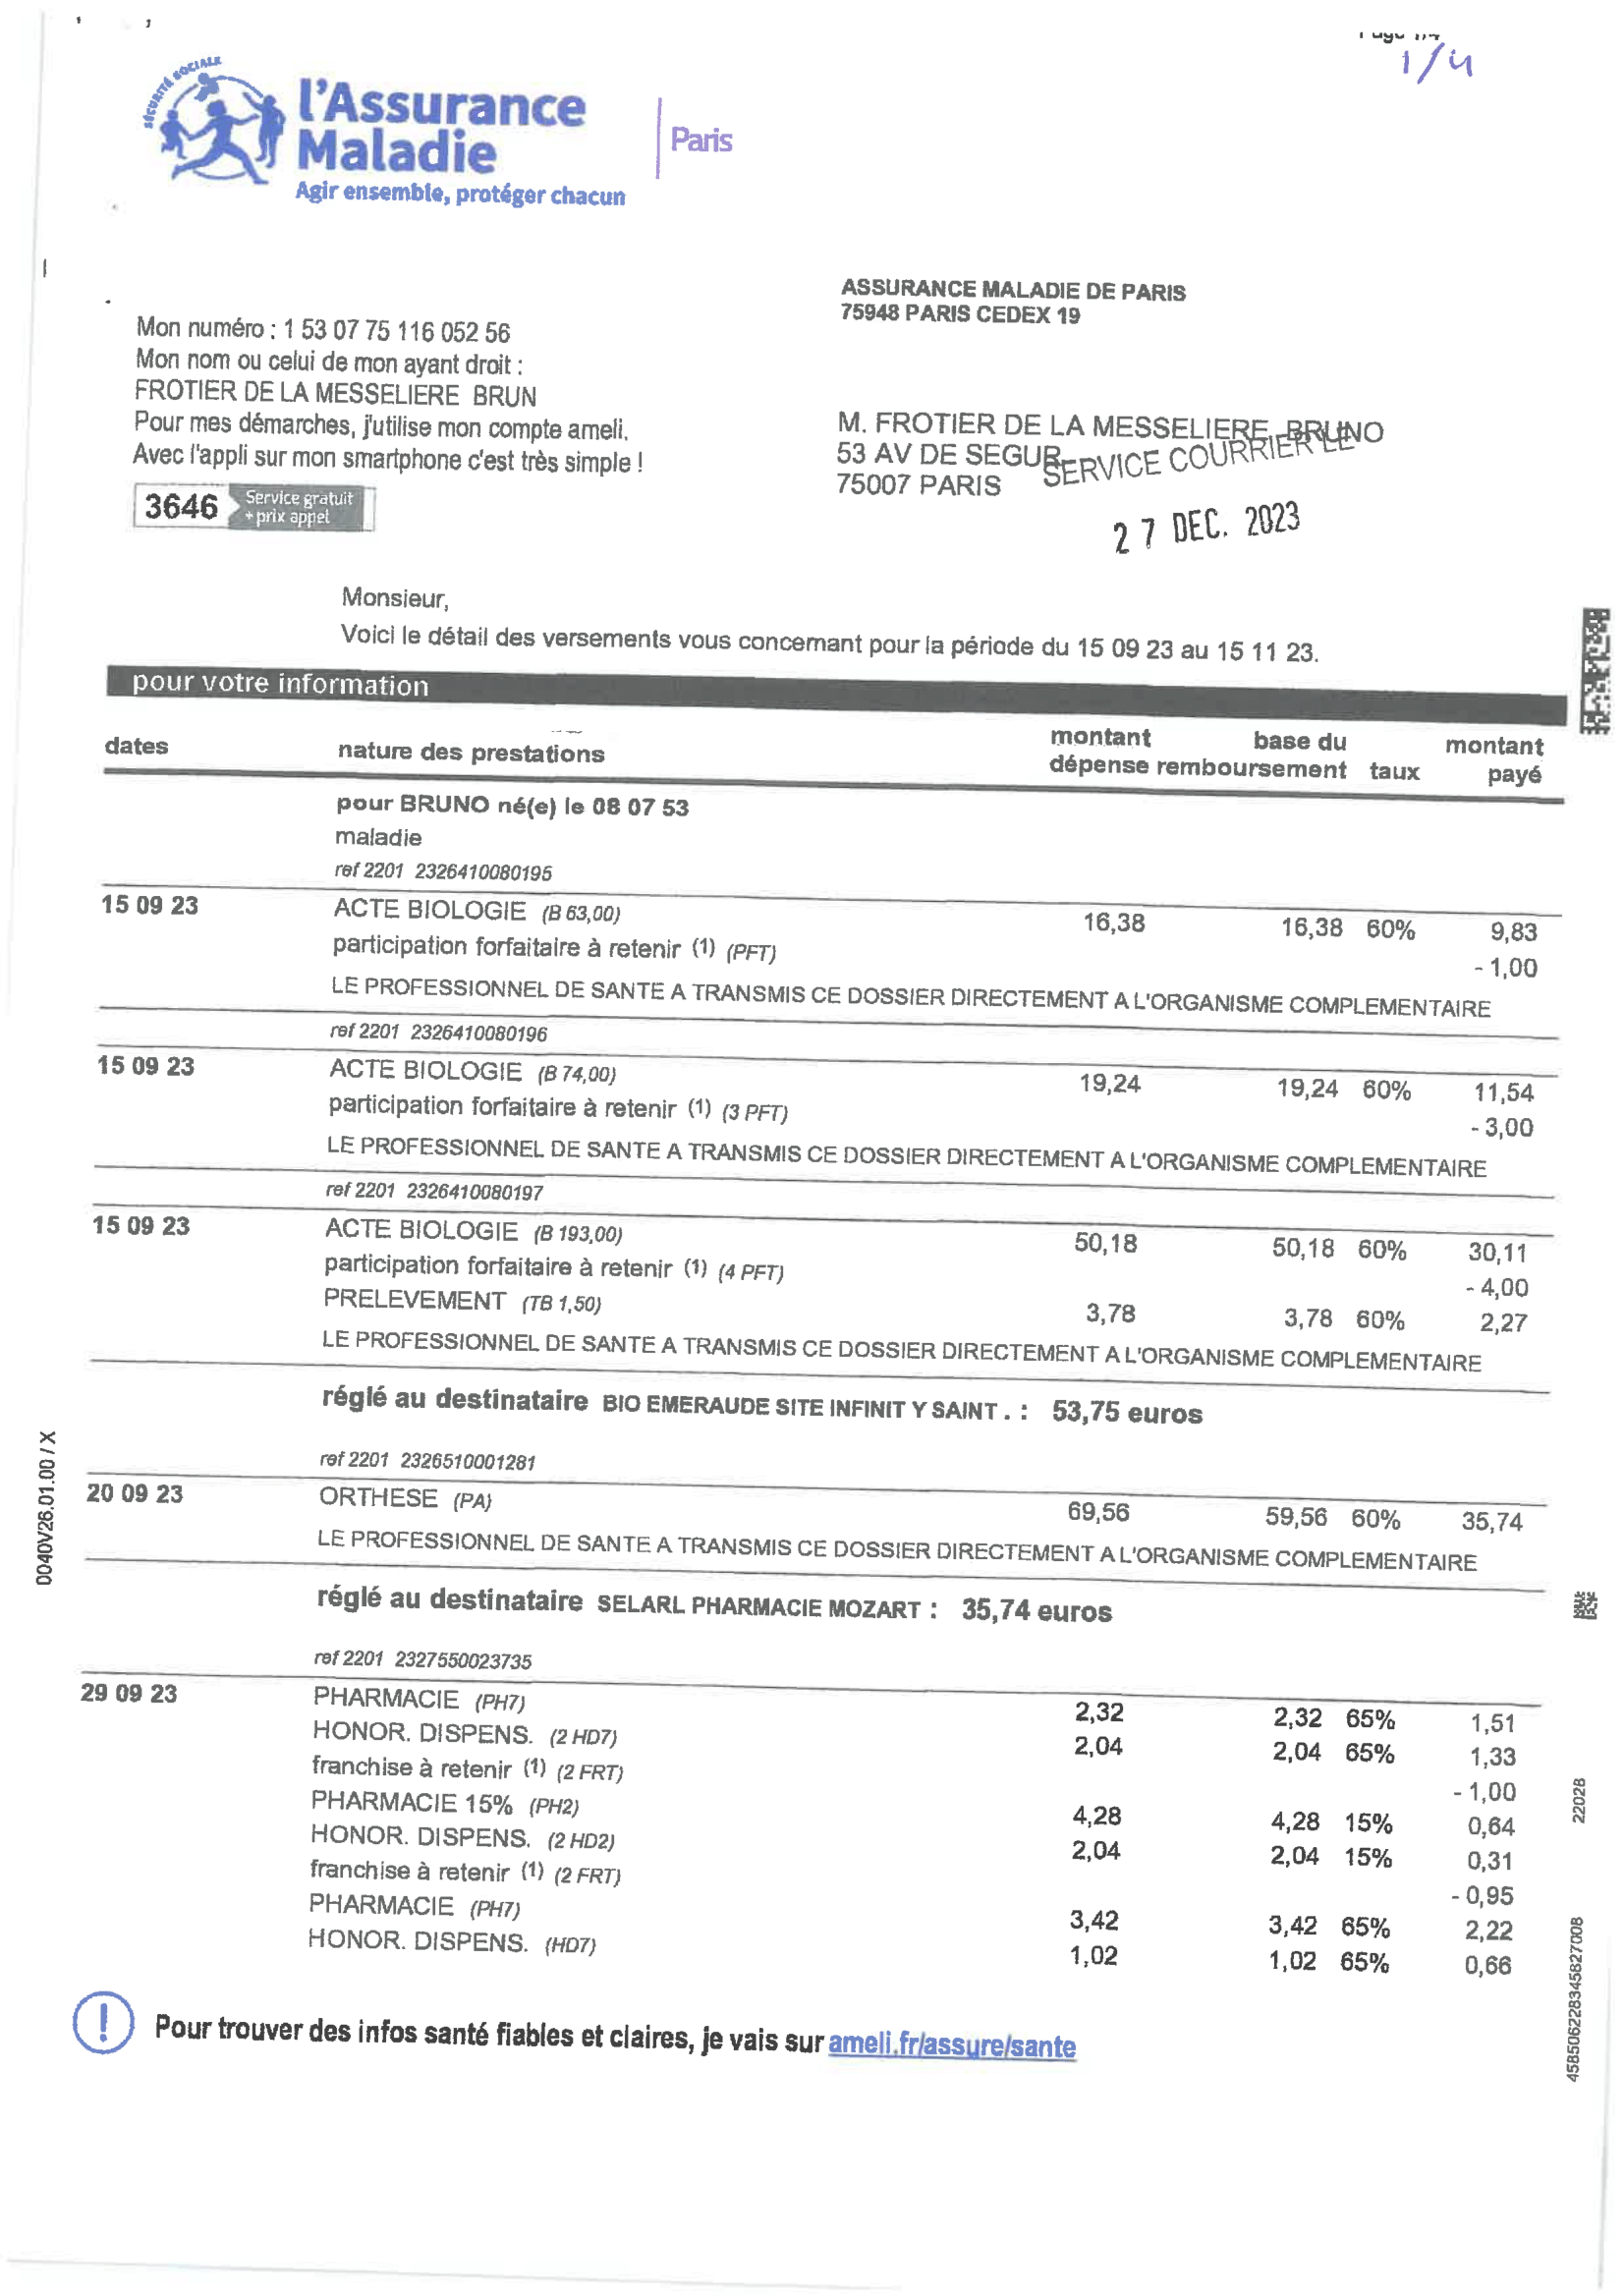 1/4
SÉCURITÉ SOCIALE
l'Assurance
Maladie
Agir ensemble, protéger chacun
Paris
ASSURANCE MALADIE DE PARIS
75948 PARIS CEDEX 19
Mon numéro : 1 53 07 75 116 052 56
Mon nom ou celui de mon ayant droit :
FROTIER DE LA MESSELIERE BRUN
Pour mes démarches, j'utilise mon compte ameli.
Avec l'appli sur mon smartphone c'est très simple !
3646 Service gratuit
+ prix appel
M. FROTIER DE LA MESSELIERE BRUNO
53 AV DE SEGUR
75007 PARIS
SERVICE COURRIER LE
27 DEC. 2023
Monsieur,
Voici le détail des versements vous concernant pour la période du 15 09 23 au 15 11 23.
pour votre information
dates nature des prestations montant dépense base du remboursement taux montant payé
pour BRUNO né(e) le 08 07 53
maladie
ref 2201 2326410080195
15 09 23 ACTE BIOLOGIE (B 63,00) 16,38 16,38 60% 9,83
participation forfaitaire à retenir (1) (PFT) - 1,00
LE PROFESSIONNEL DE SANTE A TRANSMIS CE DOSSIER DIRECTEMENT A L'ORGANISME COMPLEMENTAIRE
ref 2201 2326410080196
15 09 23 ACTE BIOLOGIE (B 74,00) 19,24 19,24 60% 11,54
participation forfaitaire à retenir (1) (3 PFT) - 3,00
LE PROFESSIONNEL DE SANTE A TRANSMIS CE DOSSIER DIRECTEMENT A L'ORGANISME COMPLEMENTAIRE
ref 2201 2326410080197
15 09 23 ACTE BIOLOGIE (B 193,00) 50,18 50,18 60% 30,11
participation forfaitaire à retenir (1) (4 PFT) - 4,00
PRELEVEMENT (TB 1,50) 3,78 3,78 60% 2,27
LE PROFESSIONNEL DE SANTE A TRANSMIS CE DOSSIER DIRECTEMENT A L'ORGANISME COMPLEMENTAIRE
réglé au destinataire BIO EMERAUDE SITE INFINIT Y SAINT . : 53,75 euros
ref 2201 2326510001281
20 09 23 ORTHESE (PA) 69,56 59,56 60% 35,74
LE PROFESSIONNEL DE SANTE A TRANSMIS CE DOSSIER DIRECTEMENT A L'ORGANISME COMPLEMENTAIRE
réglé au destinataire SELARL PHARMACIE MOZART : 35,74 euros
ref 2201 2327550023735
29 09 23 PHARMACIE (PH7) 2,32 2,32 65% 1,51
HONOR. DISPENS. (2 HD7) 2,04 2,04 65% 1,33
franchise à retenir (1) (2 FRT) - 1,00
PHARMACIE 15% (PH2) 4,28 4,28 15% 0,64
HONOR. DISPENS. (2 HD2) 2,04 2,04 15% 0,31
franchise à retenir (1) (2 FRT) - 0,95
PHARMACIE (PH7) 3,42 3,42 65% 2,22
HONOR. DISPENS. (HD7) 1,02 1,02 65% 0,66
Pour trouver des infos santé fiables et claires, je vais sur ameli.fr/assure/sante
0040V28.01.00 / X
22028
458506228345827008